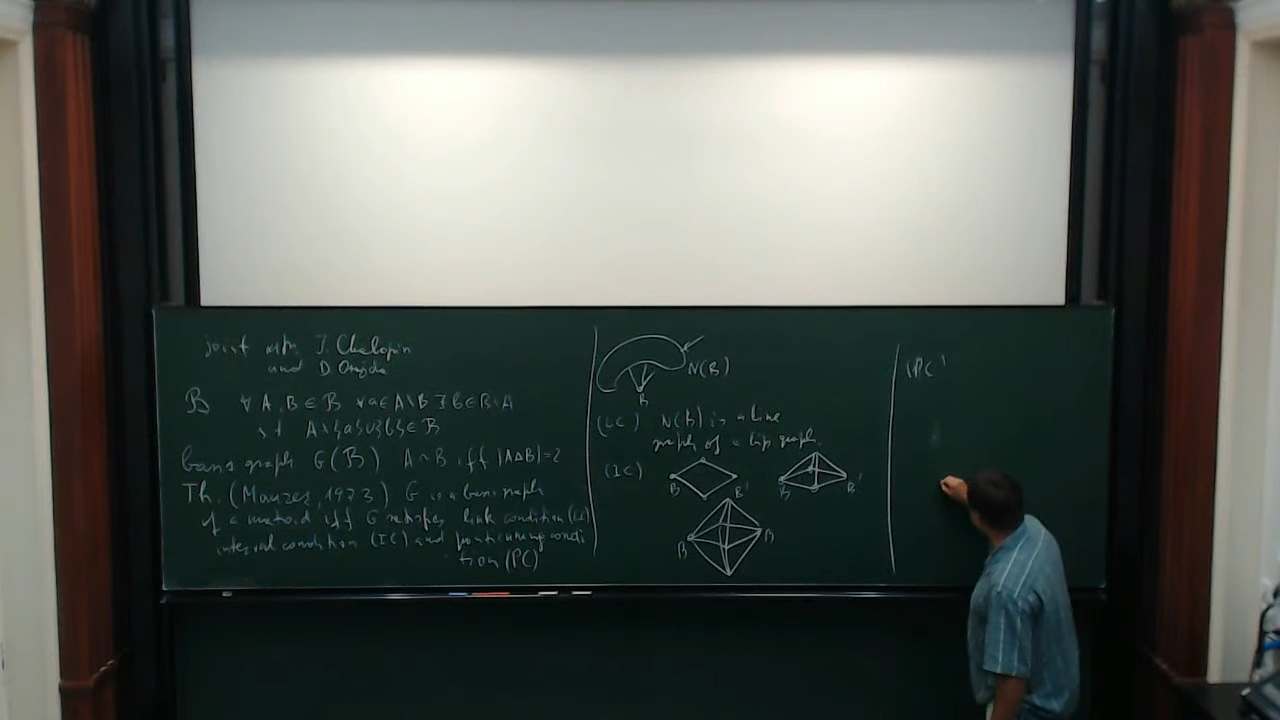 joint with J. Chalopin
and D. Osajda
B ∀ A, B ∈ B ∀ a ∈ A\B ∃ b ∈ B\A
s.t A\{a}∪{b} ∈ B
basis graph G(B) A ~ B iff |AΔB|=2
Th. (Maurer, 1973) G is a basis graph
of a matroid iff G satisfies link condition (LC)
interval condition (IC) and positioning condi
tion (PC)
N(B)
B
(LC) N(B) is a line
graph of a bip. graph.
(IC)
B B' B B'
B B
(PC)